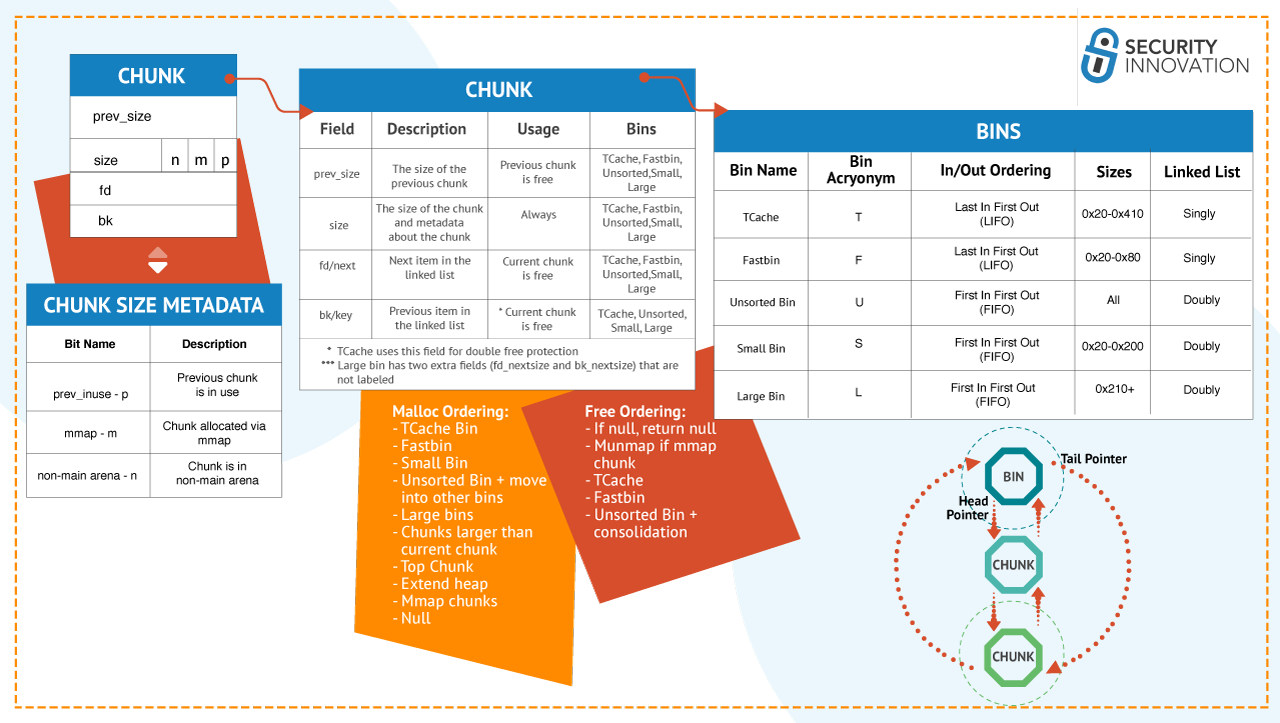 SECURITY
INNOVATION
CHUNK
prev_size
size n m p
fd
bk
CHUNK SIZE METADATA
Bit Name Description
prev_inuse - p Previous chunk
is in use
mmap - m Chunk allocated via
mmap
non-main arena - n Chunk is in
non-main arena
CHUNK
Field Description Usage Bins
prev_size The size of the
previous chunk
Previous chunk
is free
TCache, Fastbin,
Unsorted,Small,
Large
size
The size of the chunk
and metadata
about the chunk
Always
TCache, Fastbin,
Unsorted,Small,
Large
fd/next
Next item in the
linked list
Current chunk
is free
TCache, Fastbin,
Unsorted,Small,
Large
bk/key
Previous item in
the linked list
* Current chunk
is free
TCache, Unsorted,
Small, Large
* TCache uses this field for double free protection
*** Large bin has two extra fields (fd_nextsize and bk_nextsize) that are
not labeled
Malloc Ordering:
- TCache Bin
- Fastbin
- Small Bin
- Unsorted Bin + move
into other bins
- Large bins
- Chunks larger than
current chunk
- Top Chunk
- Extend heap
- Mmap chunks
- Null
Free Ordering:
- If null, return null
- Munmap if mmap
chunk
- TCache
- Fastbin
- Unsorted Bin +
consolidation
BINS
Bin Name
Bin
Acryonym
In/Out Ordering
Sizes
Linked List
TCache
T
Last In First Out
(LIFO)
0x20-0x410
Singly
Fastbin
F
Last In First Out
(LIFO)
0x20-0x80
Singly
Unsorted Bin
U
First In First Out
(FIFO)
All
Doubly
Small Bin
S
First In First Out
(FIFO)
0x20-0x200
Doubly
Large Bin
L
First In First Out
(FIFO)
0x210+
Doubly
BIN
Tail Pointer
Head
Pointer
CHUNK
CHUNK